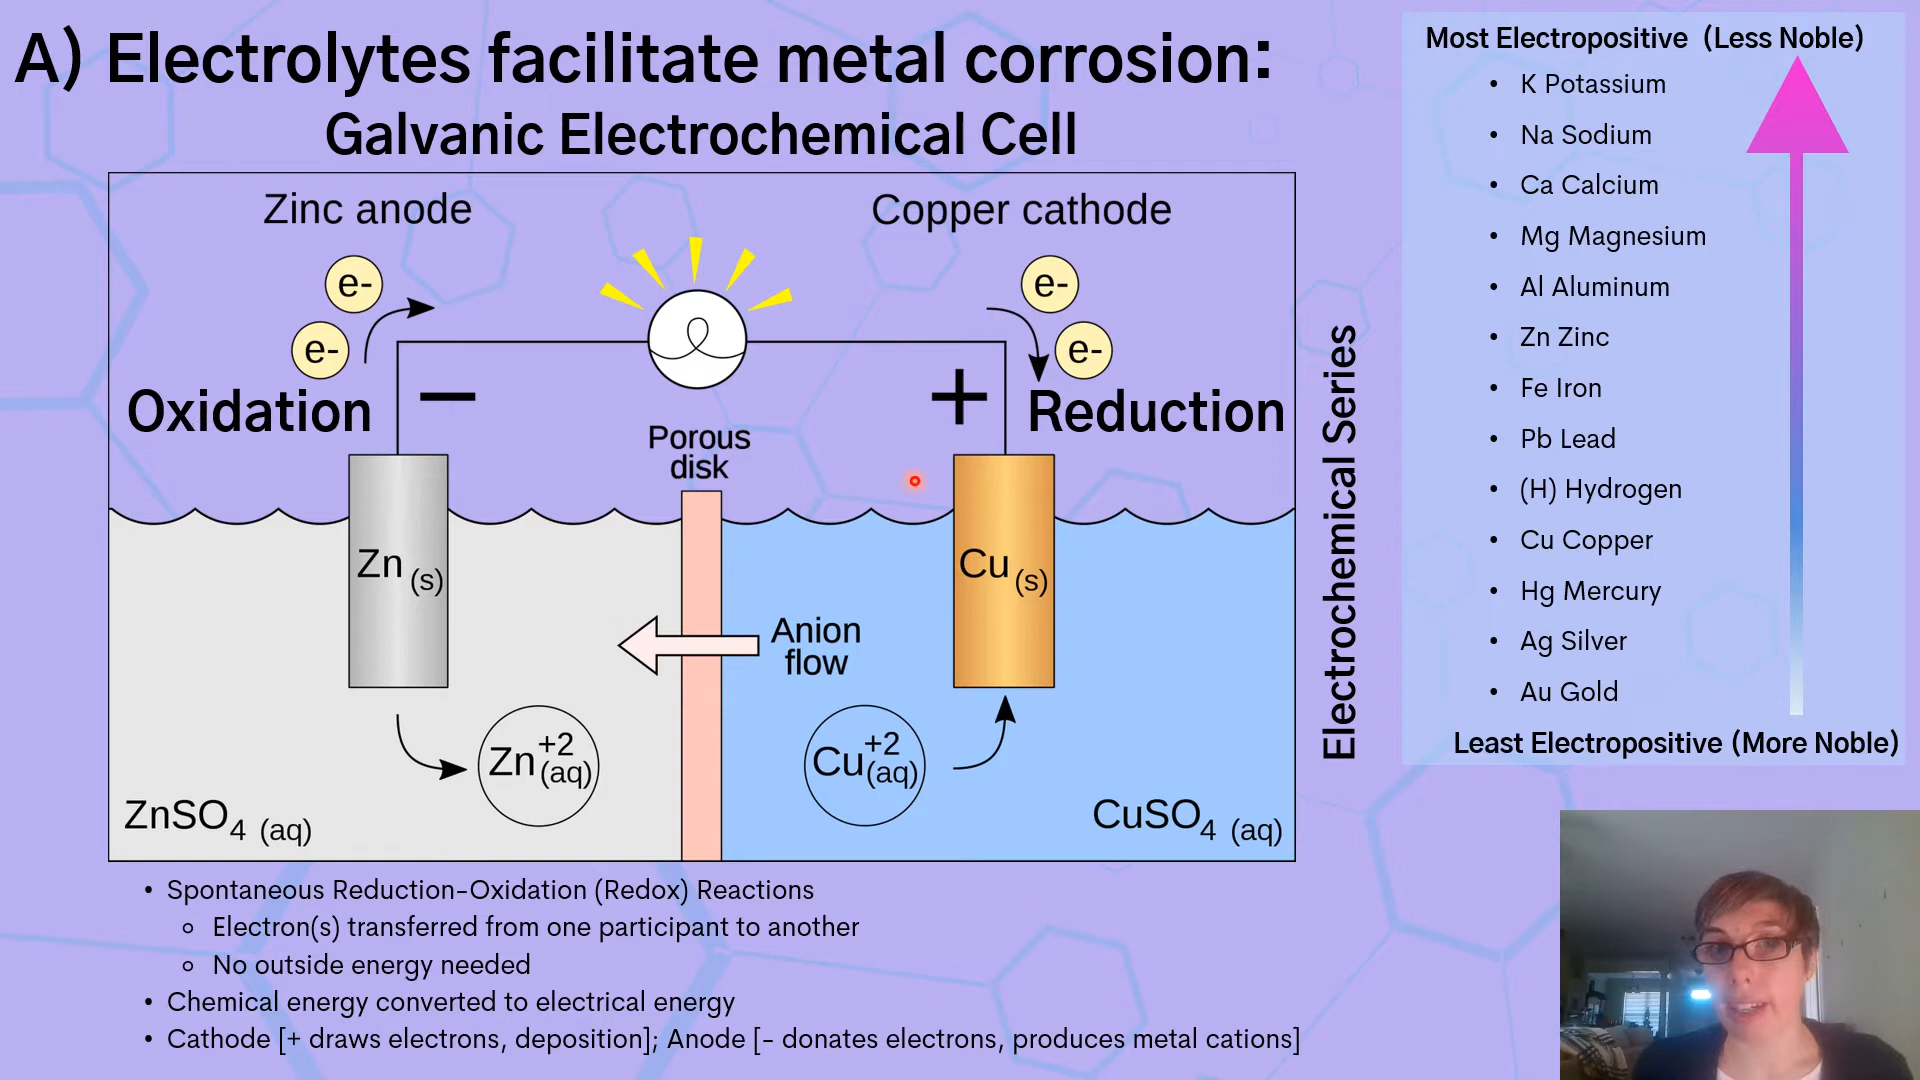 A) Electrolytes facilitate metal corrosion:
Galvanic Electrochemical Cell
Zinc anode
Copper cathode
e-
e-
e-
e-
Oxidation
−
+
Reduction
Porous
disk
Zn (s)
Cu (s)
Anion
flow
Zn+2(aq)
Cu+2(aq)
ZnSO4 (aq)
CuSO4 (aq)
• Spontaneous Reduction-Oxidation (Redox) Reactions
◦ Electron(s) transferred from one participant to another
◦ No outside energy needed
• Chemical energy converted to electrical energy
• Cathode [+ draws electrons, deposition]; Anode [- donates electrons, produces metal cations]
Electrochemical Series
Most Electropositive (Less Noble)
• K Potassium
• Na Sodium
• Ca Calcium
• Mg Magnesium
• Al Aluminum
• Zn Zinc
• Fe Iron
• Pb Lead
• (H) Hydrogen
• Cu Copper
• Hg Mercury
• Ag Silver
• Au Gold
Least Electropositive (More Noble)